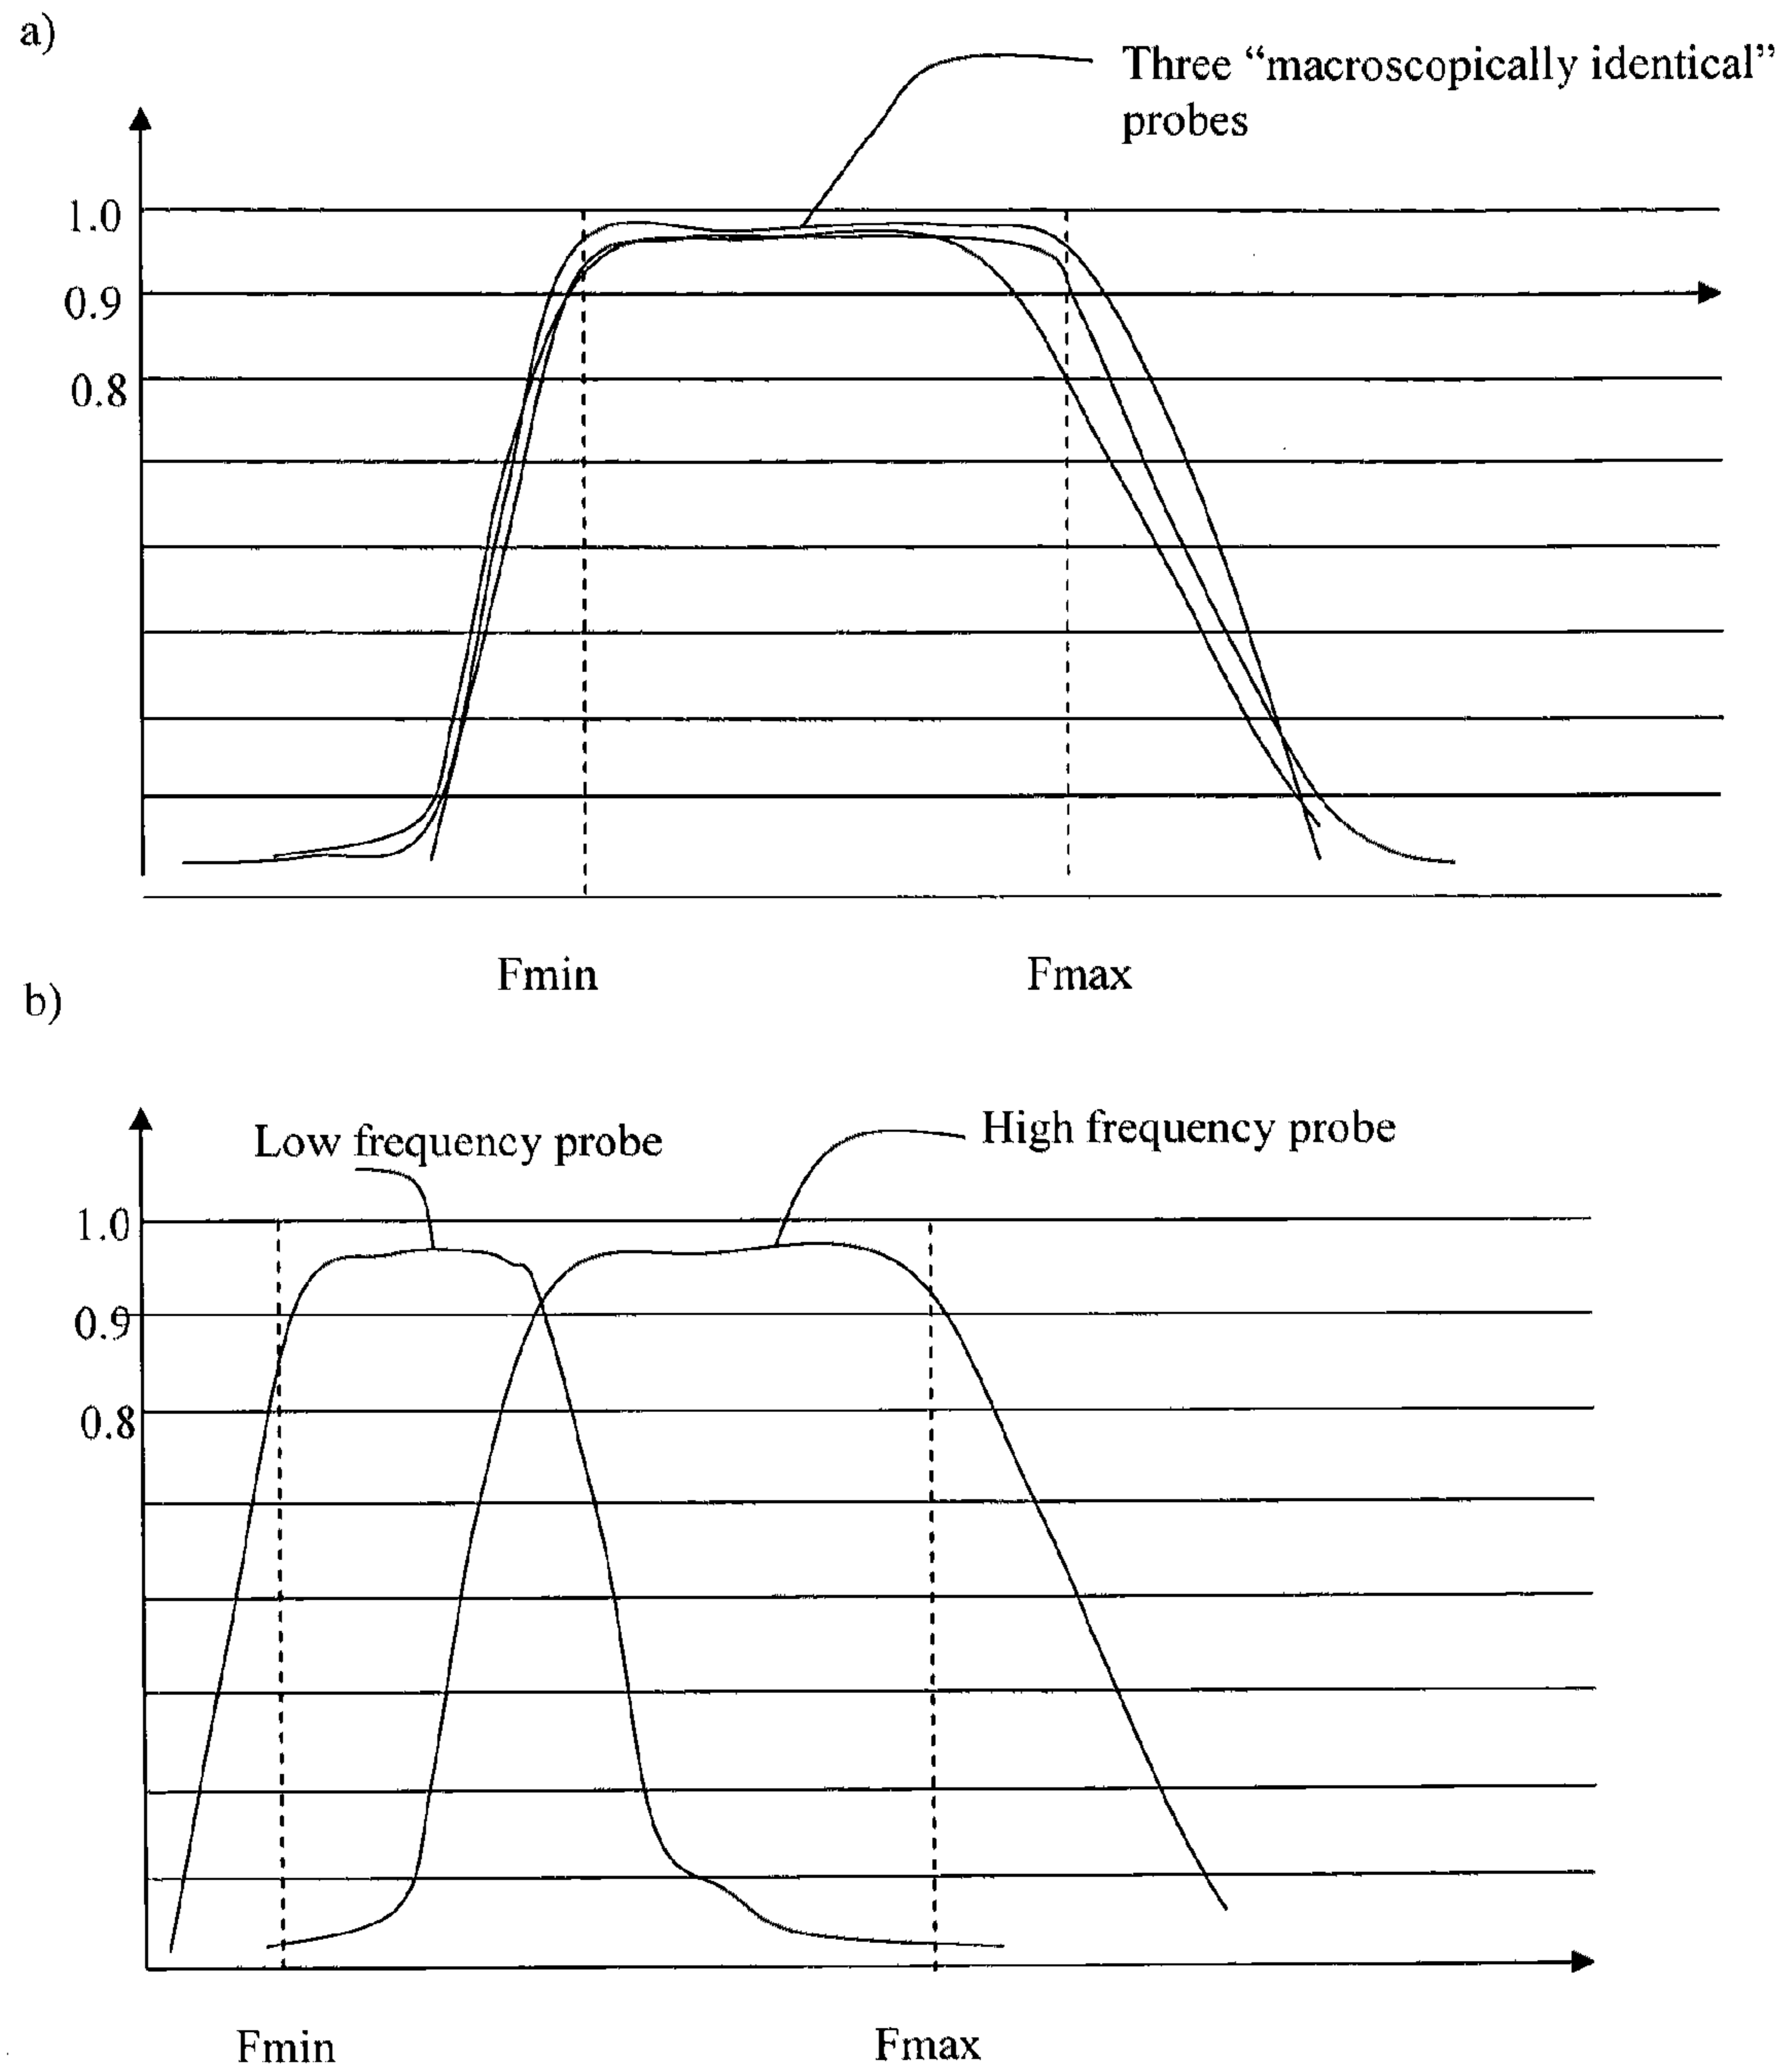 a)
Three “macroscopically identical”
probes
1.0
0.9
0.8
Fmin Fmax
b)
Low frequency probe
High frequency probe
1.0
0.9
0.8
Fmin Fmax